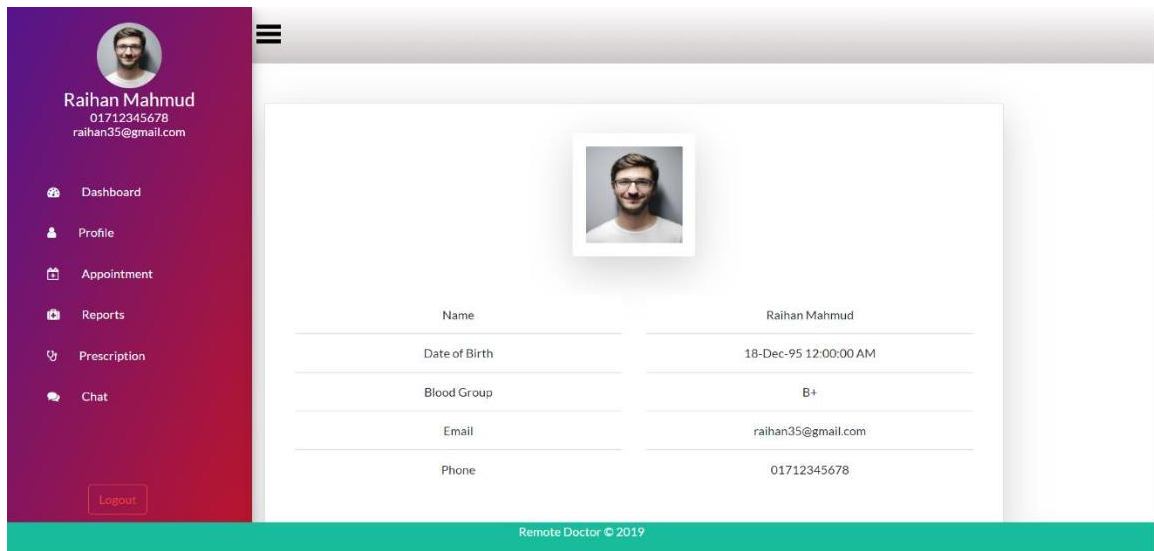 Raihan Mahmud
01712345678
raihan35@gmail.com
Dashboard
Profile
Appointment
Reports
Prescription
Chat
Logout
Name Raihan Mahmud
Date of Birth 18-Dec-95 12:00:00 AM
Blood Group B+
Email raihan35@gmail.com
Phone 01712345678
Remote Doctor © 2019